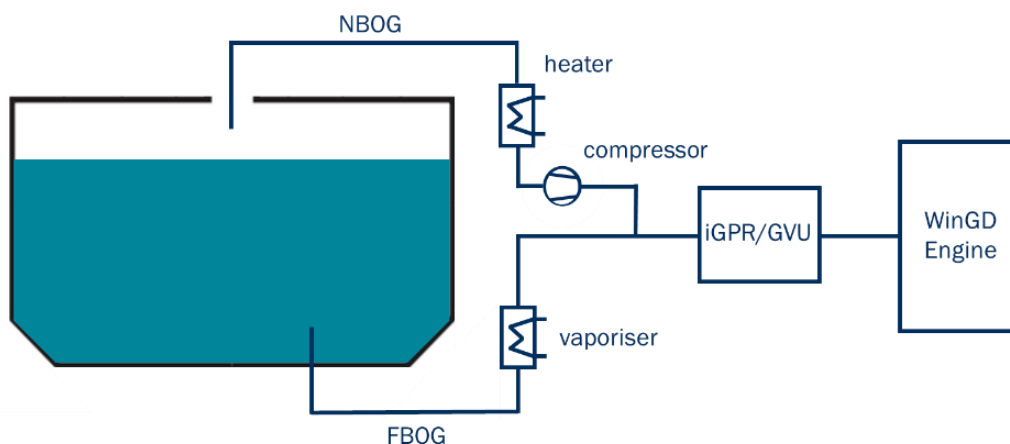 NBOG
heater
compressor
iGPR/GVU
WinGD
Engine
vaporiser
FBOG